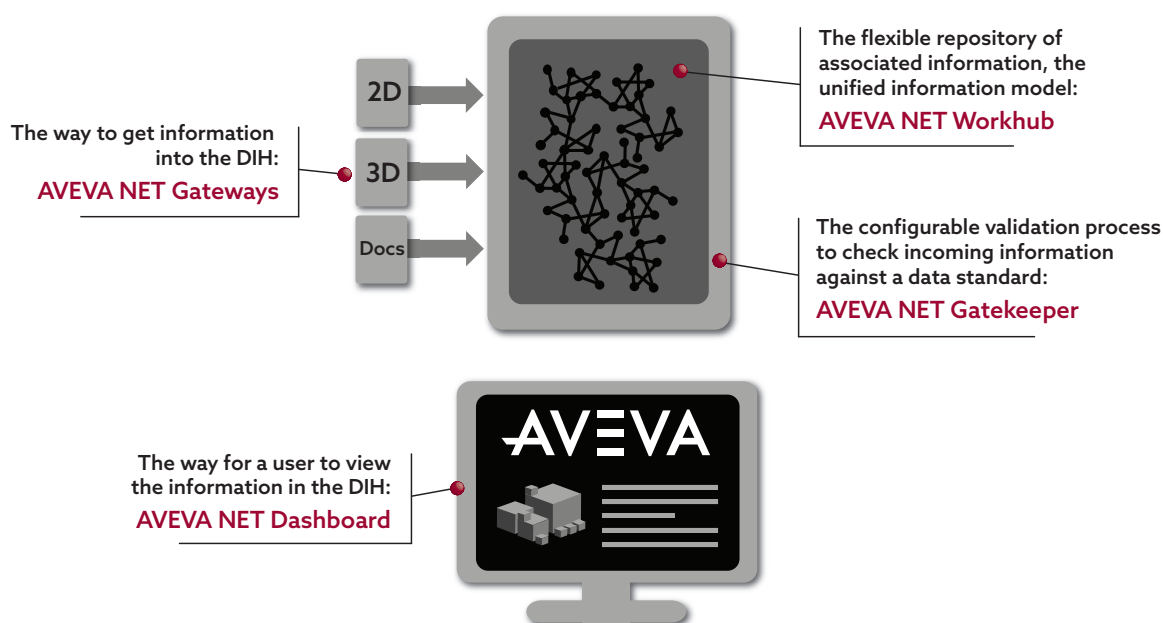 The flexible repository of
associated information, the
unified information model:
AVEVA NET Workhub
2D
3D
Docs
The way to get information
into the DIH:
AVEVA NET Gateways
The configurable validation process
to check incoming information
against a data standard:
AVEVA NET Gatekeeper
AVEVA
The way for a user to view
the information in the DIH:
AVEVA NET Dashboard